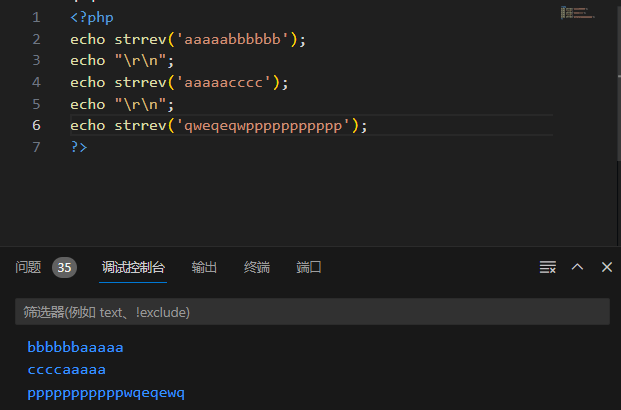 1 <?php
2 echo strrev('aaaaabbbbbb');
3 echo "\r\n";
4 echo strrev('aaaaacccc');
5 echo "\r\n";
6 echo strrev('qweqeqwppppppppppp');
7 ?>
问题 35 调试控制台 输出 终端 端口
筛选器(例如 text、!exclude)
bbbbbbaaaaa
ccccaaaaa
pppppppppppwqeqewq